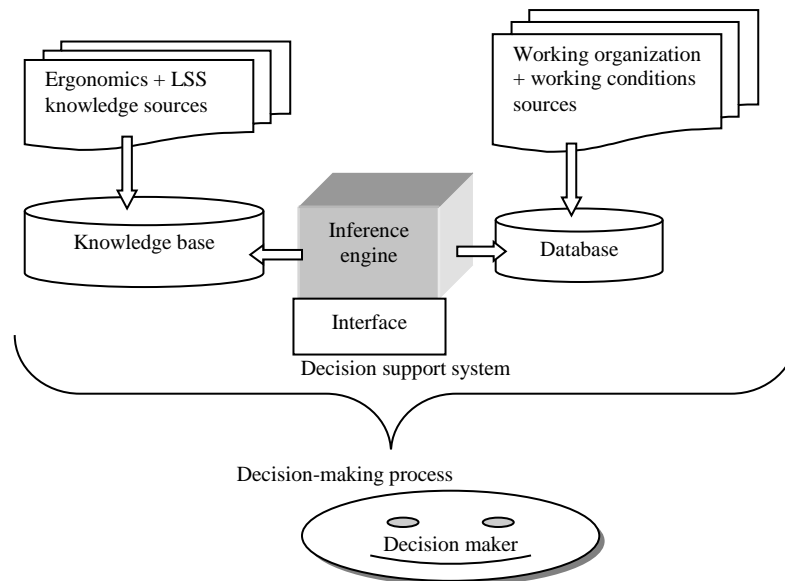 Ergonomics + LSS
knowledge sources
Working organization
+ working conditions
sources
Knowledge base
Inference
engine
Database
Interface
Decision support system
Decision-making process
Decision maker